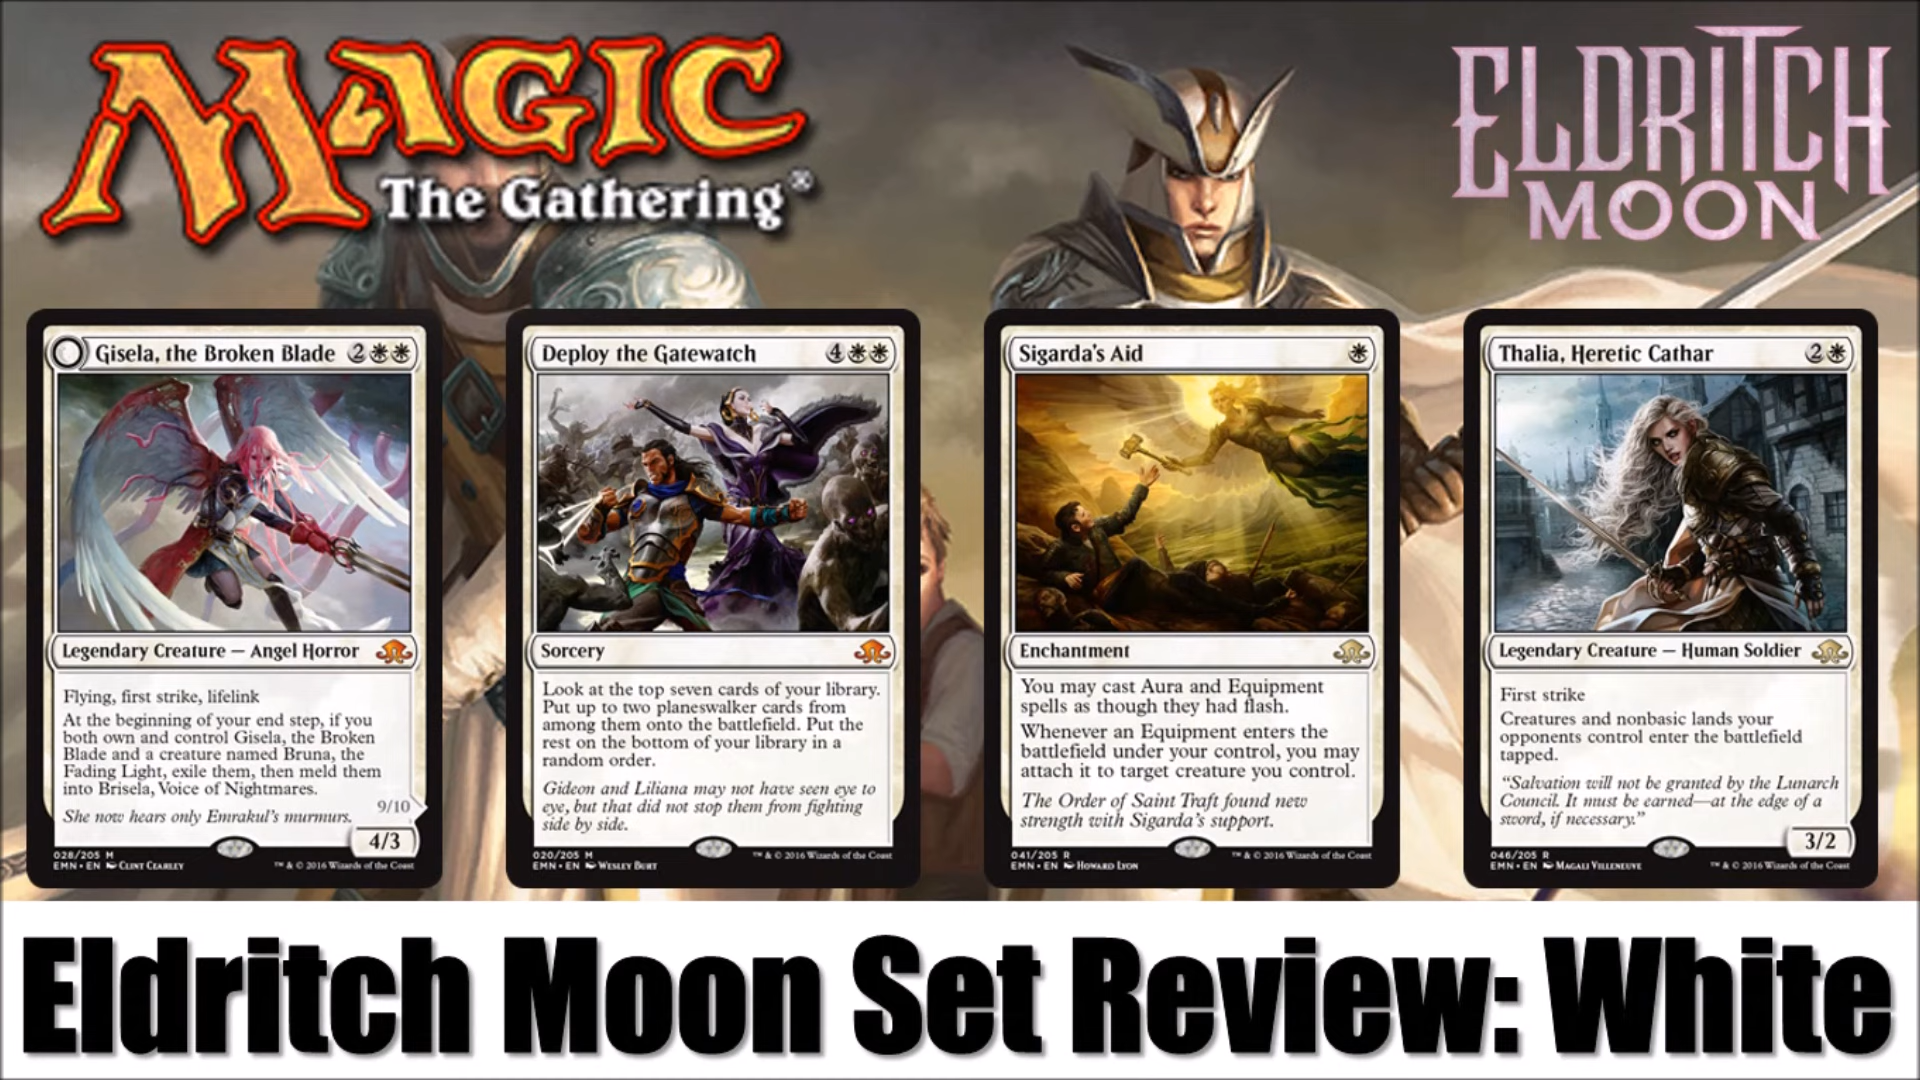 MAGIC
The Gathering®
ELDRITCH
MOON
Gisela, the Broken Blade 2
Legendary Creature — Angel Horror
Flying, first strike, lifelink
At the beginning of your end step, if you
both own and control Gisela, the Broken
Blade and a creature named Bruna, the
Fading Light, exile them, then meld them
into Brisela, Voice of Nightmares.
9/10
She now hears only Emrakul's murmurs.
4/3
028/205 M
EMN • EN Clint Cearley
™ & © 2016 Wizards of the Coast
Deploy the Gatewatch 4
Sorcery
Look at the top seven cards of your library.
Put up to two planeswalker cards from
among them onto the battlefield. Put the
rest on the bottom of your library in a
random order.
Gideon and Liliana may not have seen eye to
eye, but that did not stop them from fighting
side by side.
020/205 M
EMN • EN Wesley Burt
™ & © 2016 Wizards of the Coast
Sigarda's Aid
Enchantment
You may cast Aura and Equipment
spells as though they had flash.
Whenever an Equipment enters the
battlefield under your control, you may
attach it to target creature you control.
The Order of Saint Traft found new
strength with Sigarda's support.
041/205 R
EMN • EN Howard Lyon
™ & © 2016 Wizards of the Coast
Thalia, Heretic Cathar 2
Legendary Creature — Human Soldier
First strike
Creatures and nonbasic lands your
opponents control enter the battlefield
tapped.
"Salvation will not be granted by the Lunarch
Council. It must be earned—at the edge of a
sword, if necessary."
3/2
046/205 R
EMN • EN Magali Villeneuve
™ & © 2016 Wizards of the Coast
Eldritch Moon Set Review: White